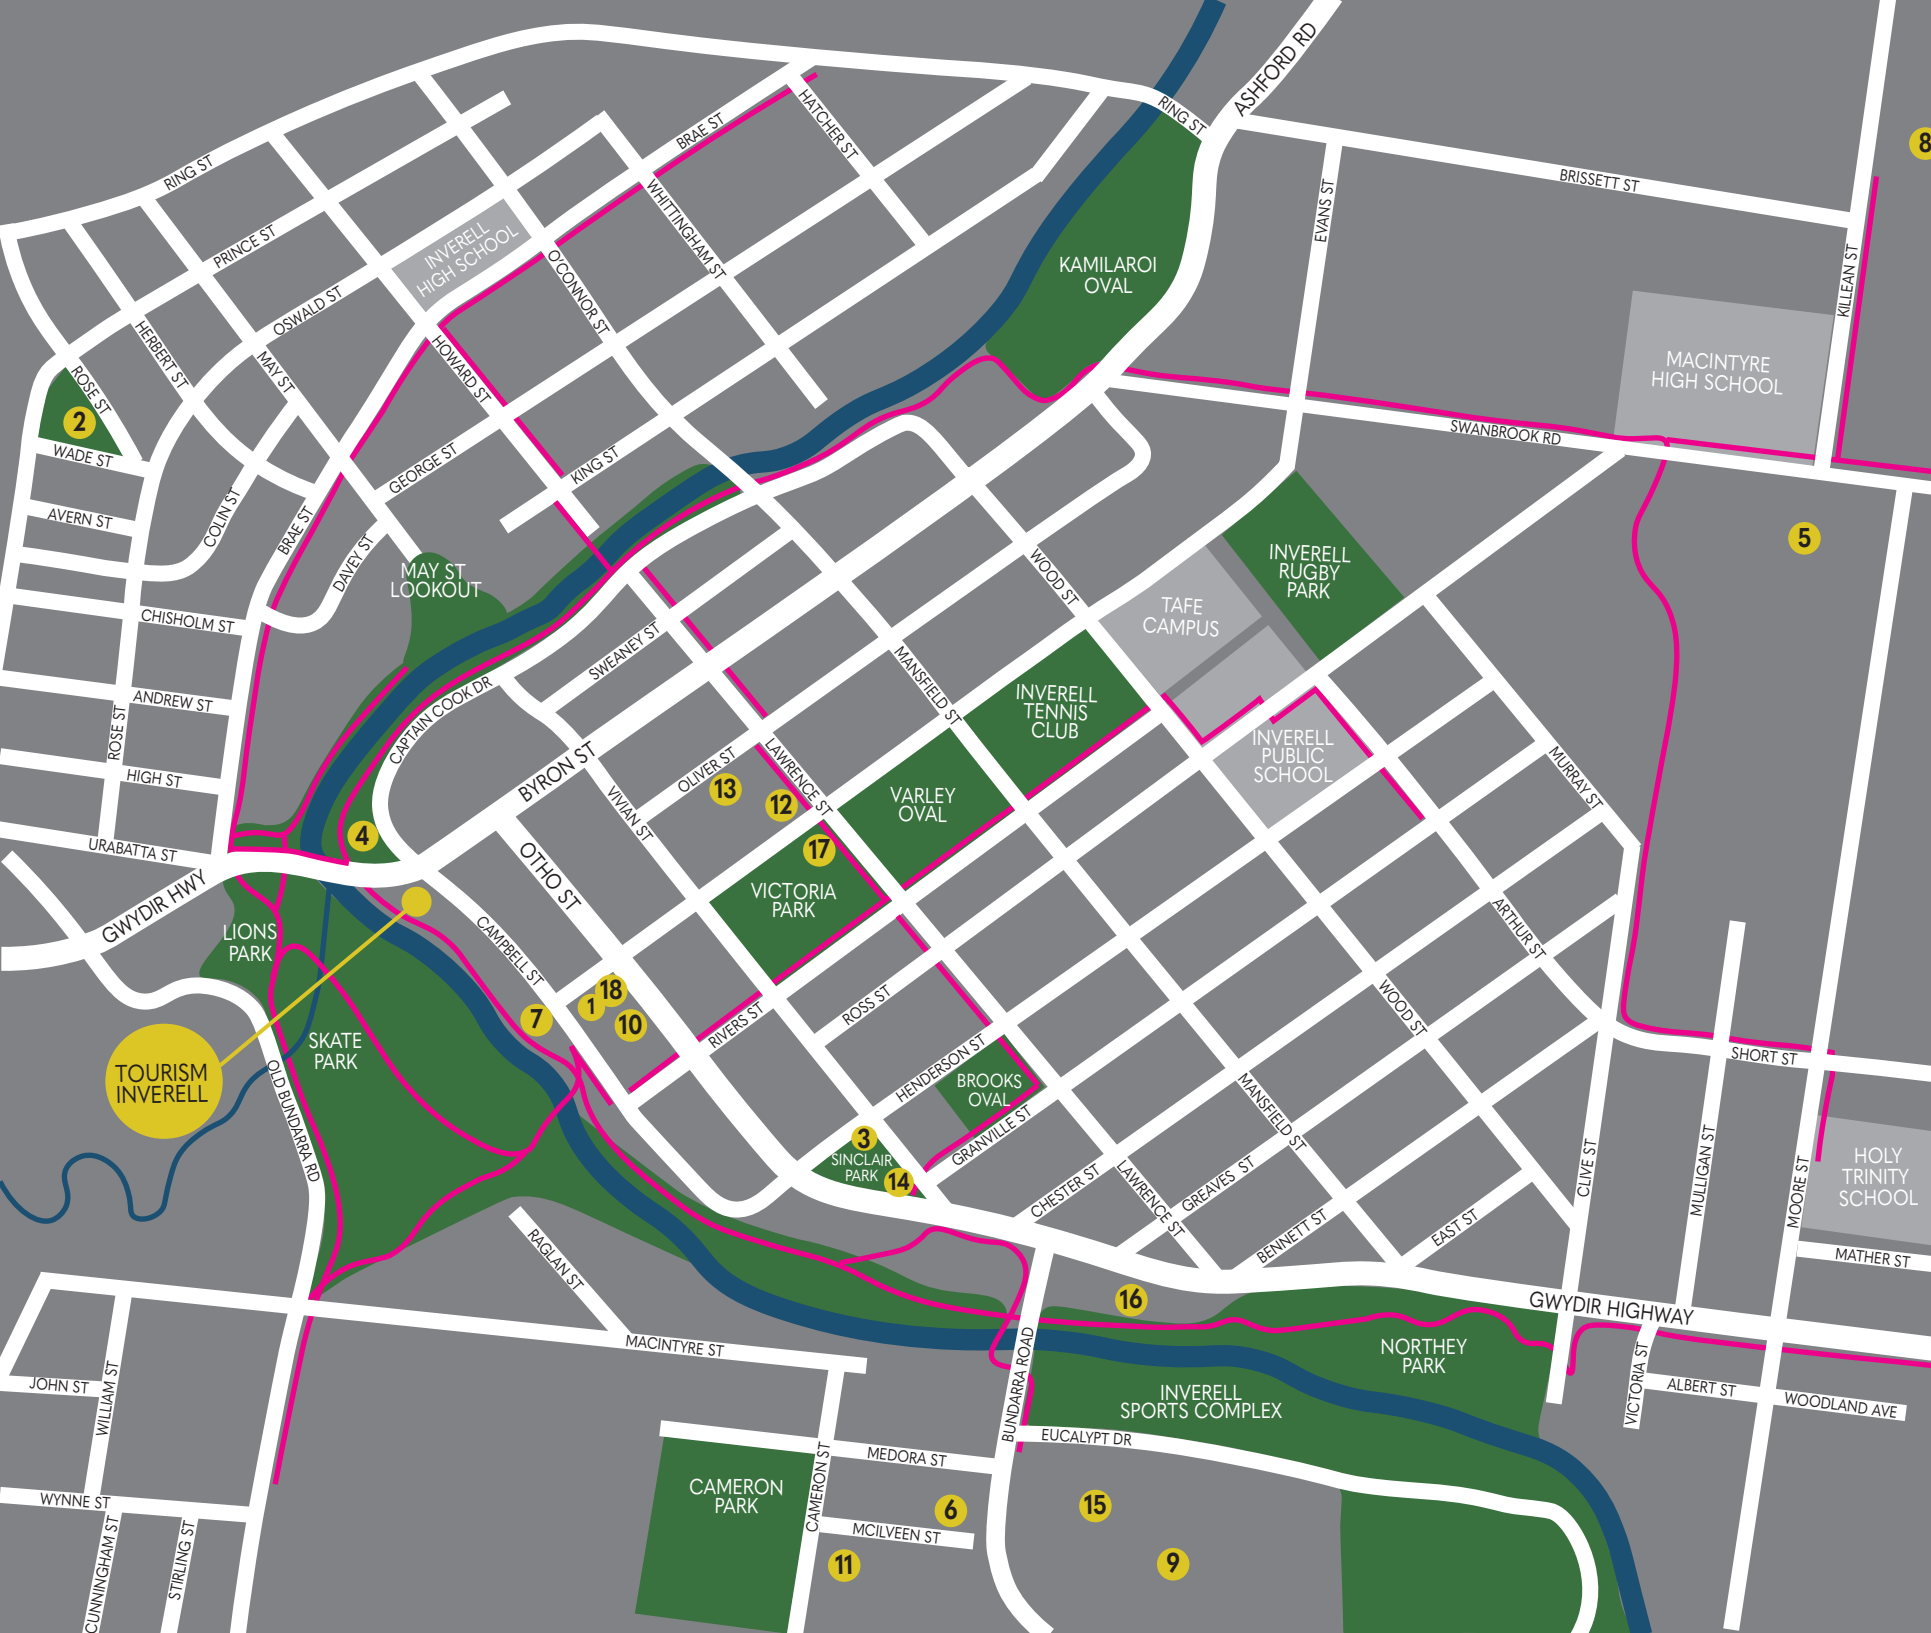 ASHFORD RD
RING ST
HATCHER ST
BRAE ST
8
RING ST
BRISSETT ST
EVANS ST
WHITTINGHAM ST
PRINCE ST
INVERELL
HIGH SCHOOL
O'CONNOR ST
KAMILAROI
OVAL
KILLEAN ST
OSWALD ST
HERBERT ST
MAY ST
HOWARD ST
MACINTYRE
HIGH SCHOOL
ROSE ST
2
WADE ST
SWANBROOK RD
GEORGE ST
KING ST
AVERN ST
COLIN ST
BRAE ST
DAVEY ST
5
MAY ST
LOOKOUT
WOOD ST
INVERELL
RUGBY
PARK
TAFE
CAMPUS
CHISHOLM ST
SWEANEY ST
MANSFIELD ST
ANDREW ST
ROSE ST
CAPTAIN COOK DR
INVERELL
TENNIS
CLUB
INVERELL
PUBLIC
SCHOOL
MURRAY ST
HIGH ST
BYRON ST
OLIVER ST
13
12
LAWRENCE ST
VIVIAN ST
VARLEY
OVAL
4
URABATTA ST
17
OTHO ST
VICTORIA
PARK
GWYDIR HWY
LIONS
PARK
CAMPBELL ST
ARTHUR ST
18
1
10
7
ROSS ST
RIVERS ST
WOOD ST
SKATE
PARK
TOURISM
INVERELL
OLD BUNDARRA RD
HENDERSON ST
BROOKS
OVAL
SHORT ST
MANSFIELD ST
GRANVILLE ST
3
SINCLAIR
PARK
14
CHESTER ST
LAWRENCE ST
GREAVES ST
CLIVE ST
MULLIGAN ST
MOORE ST
HOLY
TRINITY
SCHOOL
BENNETT ST
EAST ST
MATHER ST
RAGLAN ST
16
GWYDIR HIGHWAY
MACINTYRE ST
BUNDARRA ROAD
NORTHEY
PARK
VICTORIA ST
ALBERT ST
WOODLAND AVE
JOHN ST
WILLIAM ST
INVERELL
SPORTS COMPLEX
EUCALYPT DR
MEDORA ST
CAMERON
PARK
CAMERON ST
WYNNE ST
6
15
MCILVEEN ST
CUNNINGHAM ST
STIRLING ST
11
9